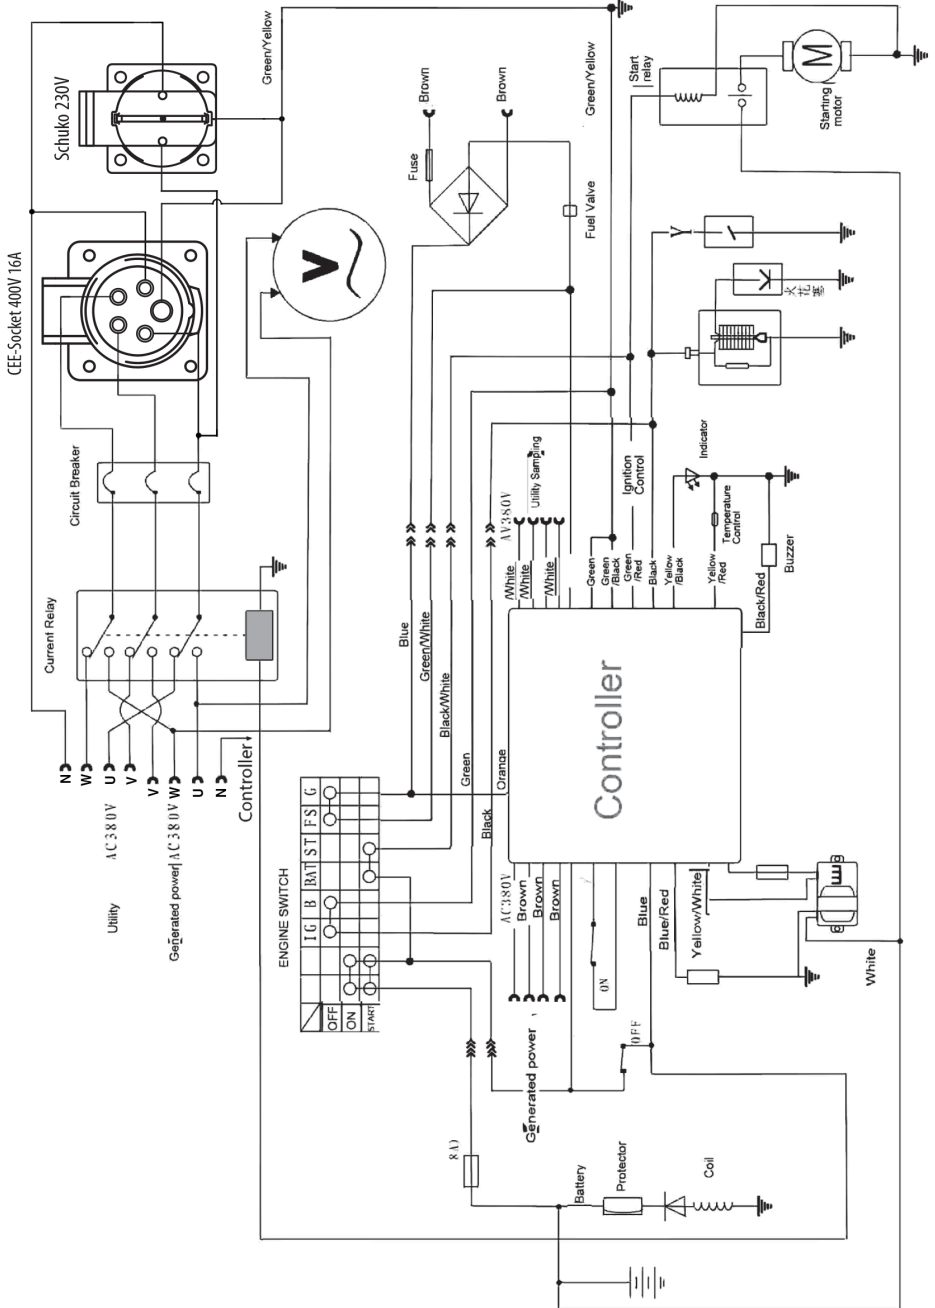 CEE-Socket 400V 16A
Schuko 230V
Green/Yellow
V
Circuit Breaker
Current Relay
N
W
U
V
V
W
U
N
Controller
Utility
AC380V
Generated power
AC380V
Fuse
Brown
Brown
Fuel Valve
Green/Yellow
Start
relay
M
Starting
motor
火花塞
Blue
Green/White
Black/White
Green
Orange
Black
AV380V
Utility Sampling
/White
/White
/White
Green
Green
/Black
Ignition
Control
Green
/Red
Black
Yellow
/Black
Yellow
/Red
Indicator
Temperature
Control
Black/Red
Buzzer
Controller
ENGINE SWITCH
IG
B
BAT
ST
FS
G
OFF
ON
START
AC380V
Brown
Brown
Brown
Generated power
ON
OFF
Blue
Blue/Red
Yellow/White
White
8A
Battery
Protector
Coil